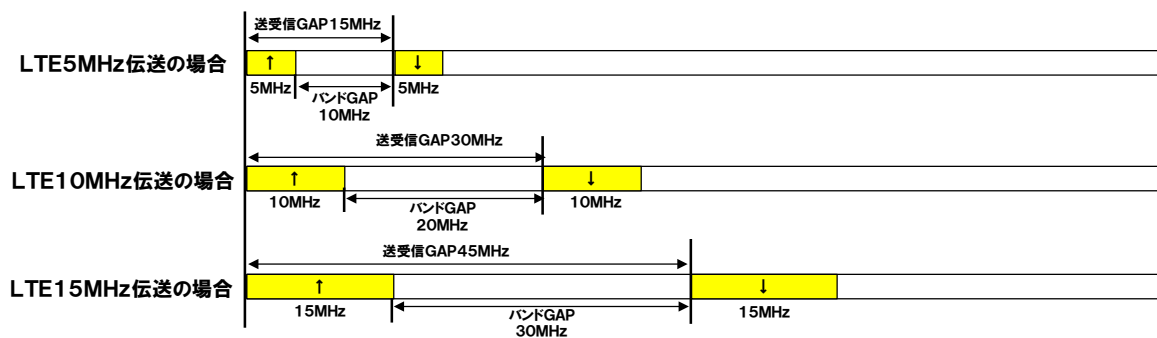 送受信GAP15MHz
LTE5MHz伝送の場合
↑
↓
5MHz
バンドGAP
10MHz
5MHz
送受信GAP30MHz
LTE10MHz伝送の場合
↑
↓
10MHz
バンドGAP
20MHz
10MHz
送受信GAP45MHz
LTE15MHz伝送の場合
↑
↓
15MHz
バンドGAP
30MHz
15MHz